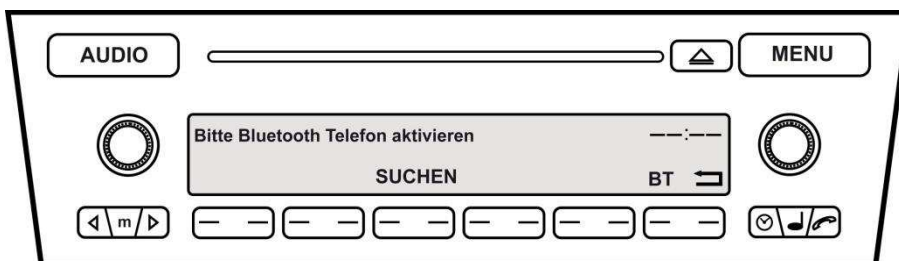 AUDIO
MENU
Bitte Bluetooth Telefon aktivieren
--:--
SUCHEN
BT
m